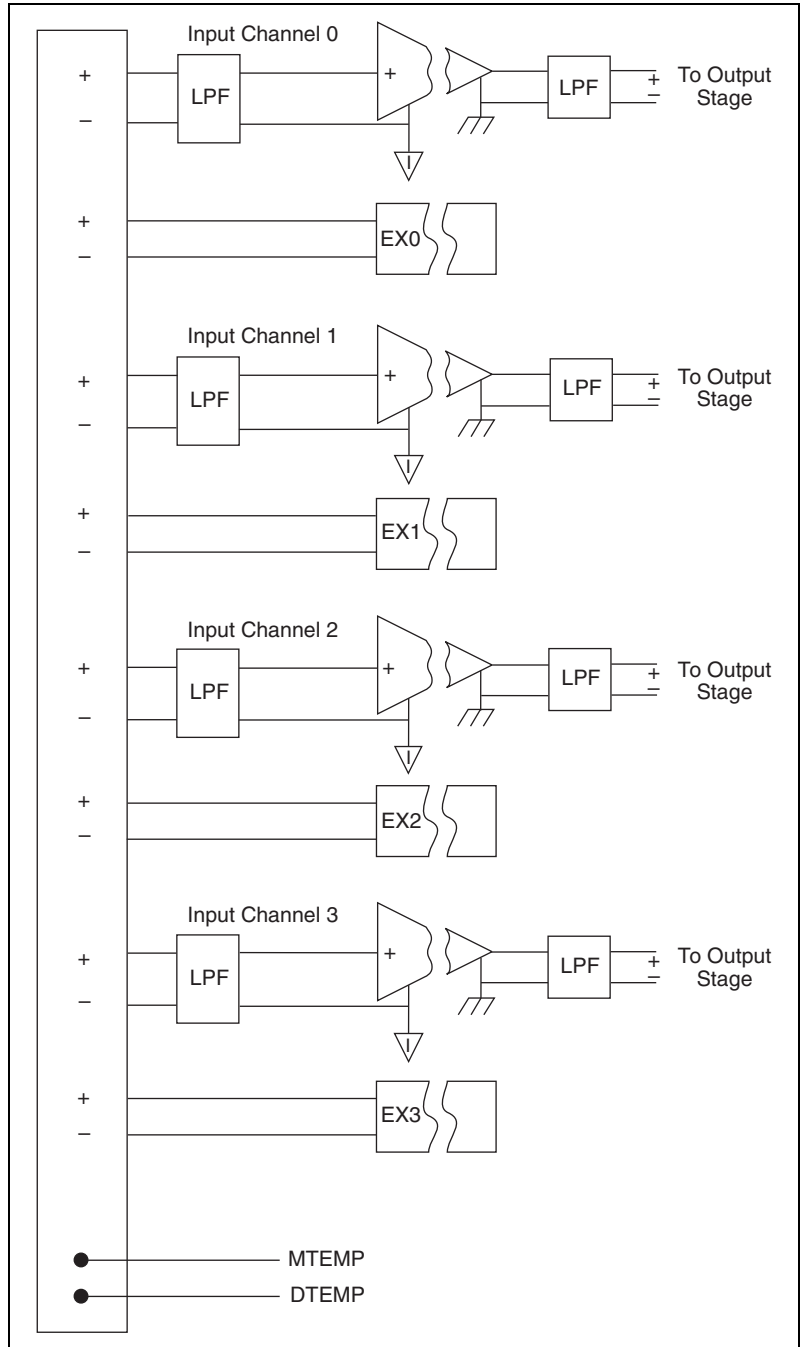 Input Channel 0
+
−
LPF
+
I
LPF
+
−
To Output
Stage
+
−
EX0
Input Channel 1
+
−
LPF
+
I
LPF
+
−
To Output
Stage
+
−
EX1
Input Channel 2
+
−
LPF
+
I
LPF
+
−
To Output
Stage
+
−
EX2
Input Channel 3
+
−
LPF
+
I
LPF
+
−
To Output
Stage
+
−
EX3
MTEMP
DTEMP